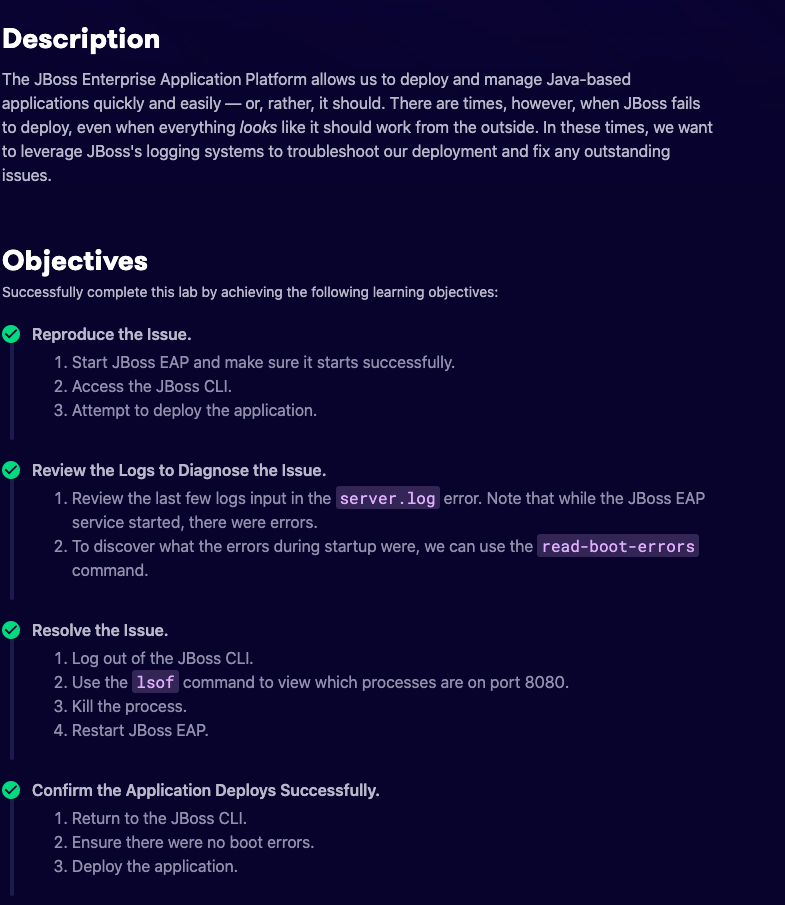 Description
The JBoss Enterprise Application Platform allows us to deploy and manage Java-based
applications quickly and easily — or, rather, it should. There are times, however, when JBoss fails
to deploy, even when everything looks like it should work from the outside. In these times, we want
to leverage JBoss's logging systems to troubleshoot our deployment and fix any outstanding
issues.
Objectives
Successfully complete this lab by achieving the following learning objectives:
Reproduce the Issue.
1. Start JBoss EAP and make sure it starts successfully.
2. Access the JBoss CLI.
3. Attempt to deploy the application.
Review the Logs to Diagnose the Issue.
1. Review the last few logs input in the server.log error. Note that while the JBoss EAP
service started, there were errors.
2. To discover what the errors during startup were, we can use the read-boot-errors
command.
Resolve the Issue.
1. Log out of the JBoss CLI.
2. Use the lsof command to view which processes are on port 8080.
3. Kill the process.
4. Restart JBoss EAP.
Confirm the Application Deploys Successfully.
1. Return to the JBoss CLI.
2. Ensure there were no boot errors.
3. Deploy the application.